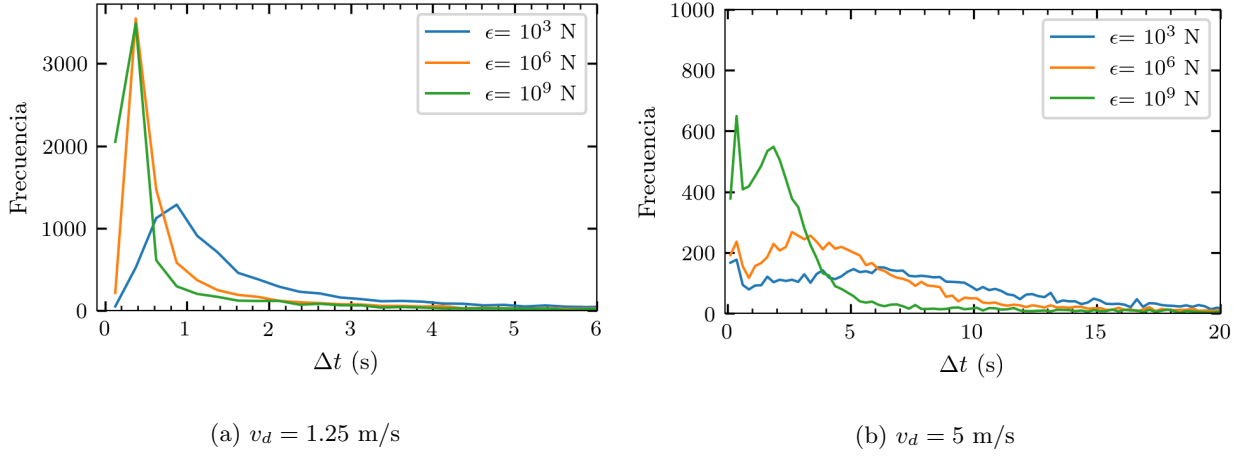 Frecuencia
3000
2000
1000
0
0 1 2 3 4 5 6
Δt (s)
ϵ= 10³ N
ϵ= 10⁶ N
ϵ= 10⁹ N
(a) v_d = 1.25 m/s
Frecuencia
1000
800
600
400
200
0
0 5 10 15 20
Δt (s)
ϵ= 10³ N
ϵ= 10⁶ N
ϵ= 10⁹ N
(b) v_d = 5 m/s